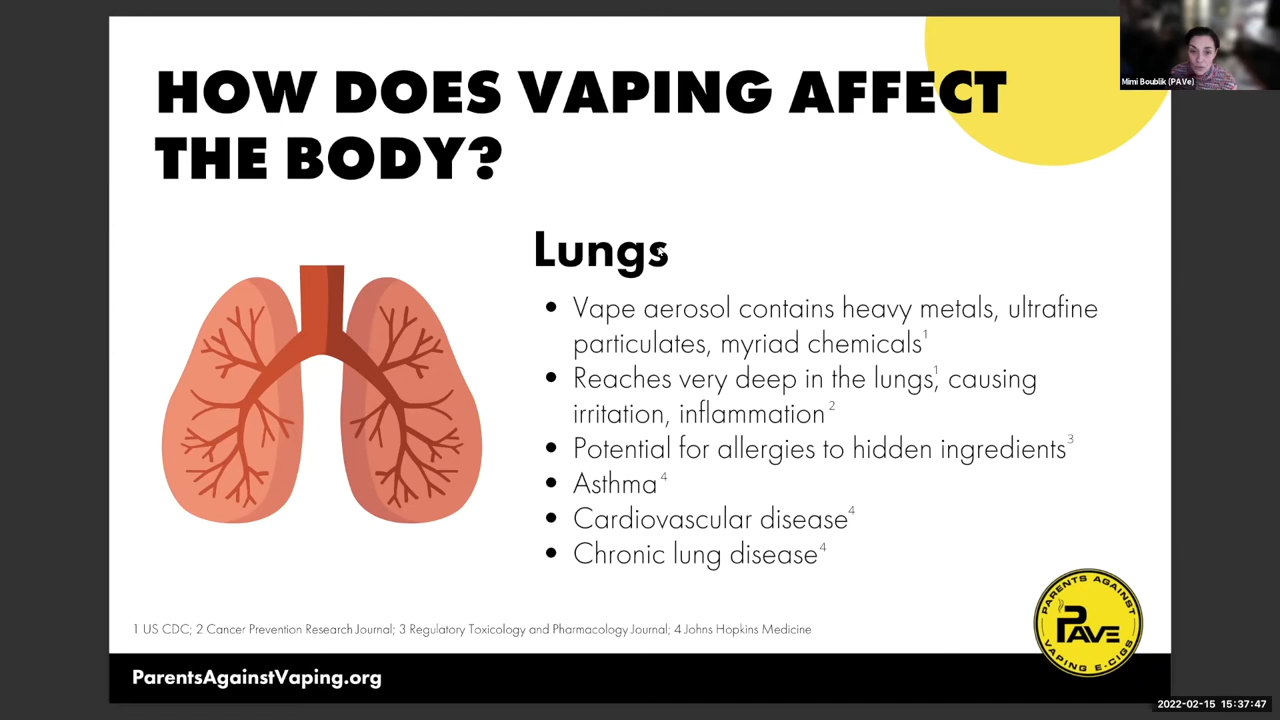 Mimi Boublik (PAVe)
HOW DOES VAPING AFFECT
THE BODY?
Lungs
• Vape aerosol contains heavy metals, ultrafine
particulates, myriad chemicals¹
• Reaches very deep in the lungs,¹ causing
irritation, inflammation²
• Potential for allergies to hidden ingredients³
• Asthma⁴
• Cardiovascular disease⁴
• Chronic lung disease⁴
1 US CDC; 2 Cancer Prevention Research Journal; 3 Regulatory Toxicology and Pharmacology Journal; 4 Johns Hopkins Medicine
PARENTS AGAINST
PAVE
VAPING E-CIGS
ParentsAgainstVaping.org
2022-02-15 15:37:47